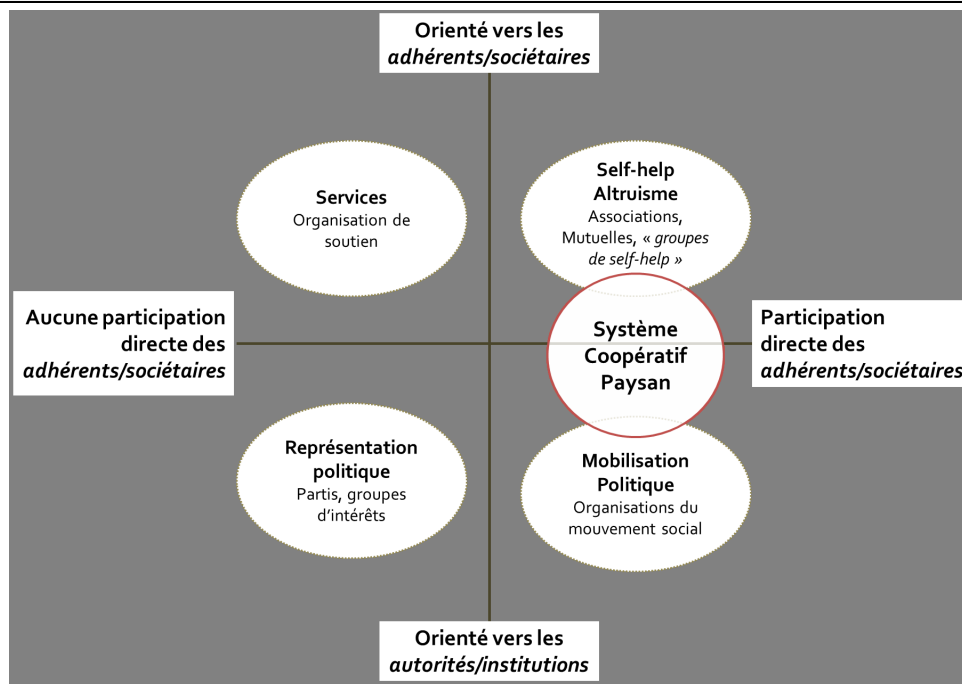 Orienté vers les
adhérents/sociétaires
Services
Organisation de
soutien
Self-help
Altruisme
Associations,
Mutuelles, « groupes
de self-help »
Aucune participation
directe des
adhérents/sociétaires
Système
Coopératif
Paysan
Participation
directe des
adhérents/sociétaires
Représentation
politique
Partis, groupes
d’intérêts
Mobilisation
Politique
Organisations du
mouvement social
Orienté vers les
autorités/institutions